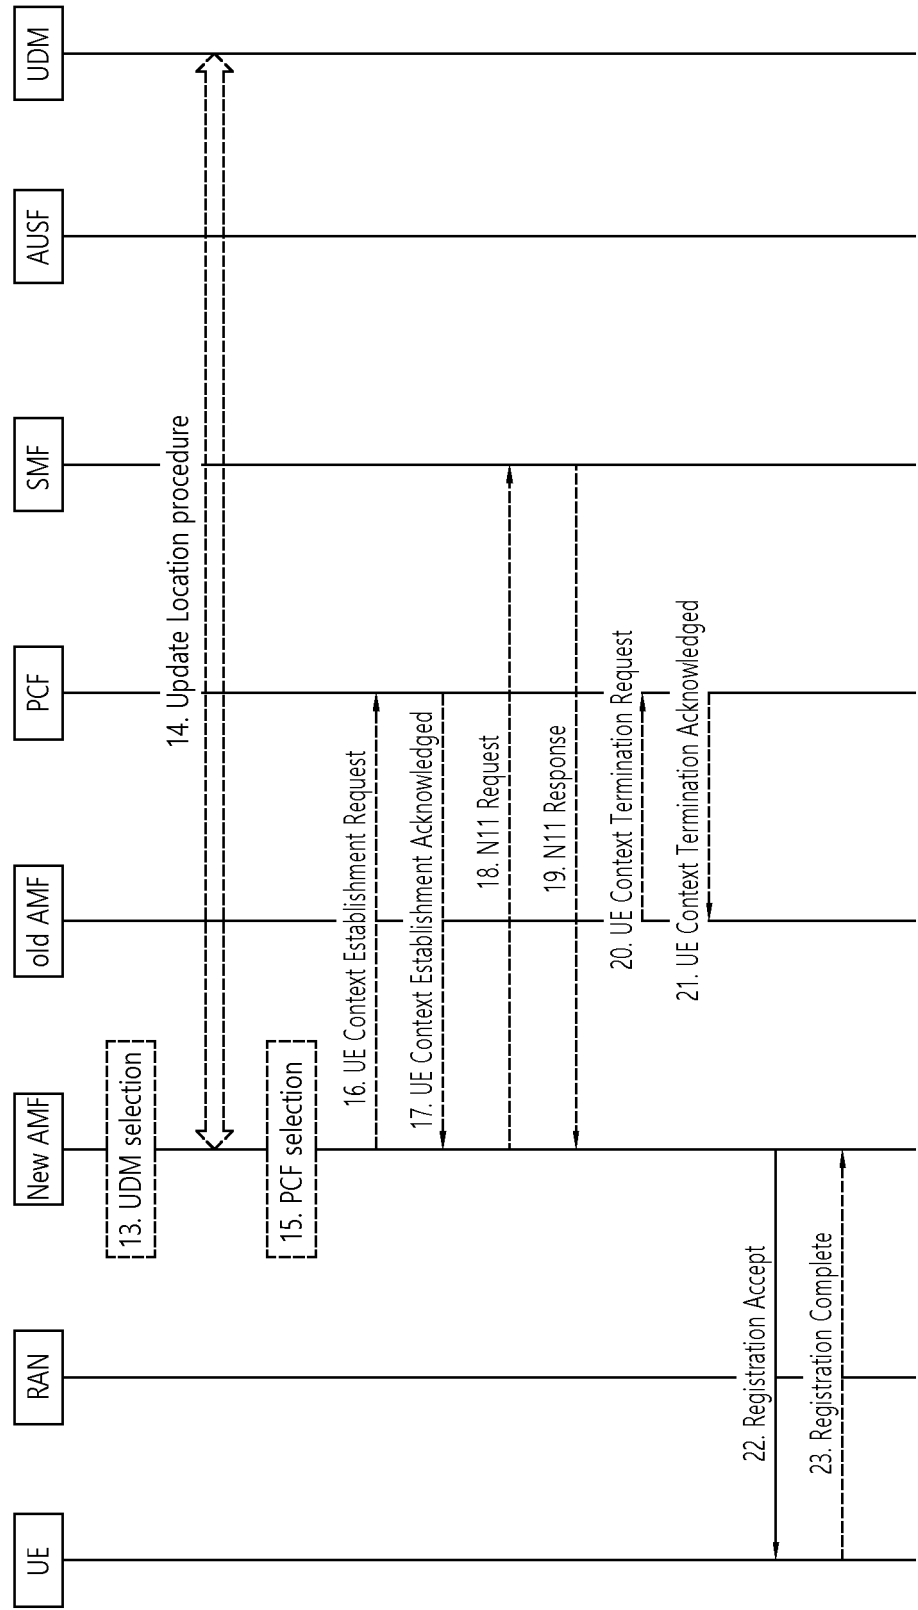 UE
RAN
New AMF
old AMF
PCF
SMF
AUSF
UDM
13. UDM selection
14. Update Location procedure
15. PCF selection
16. UE Context Establishment Request
17. UE Context Establishment Acknowledged
18. N11 Request
19. N11 Response
20. UE Context Termination Request
21. UE Context Termination Acknowledged
22. Registration Accept
23. Registration Complete